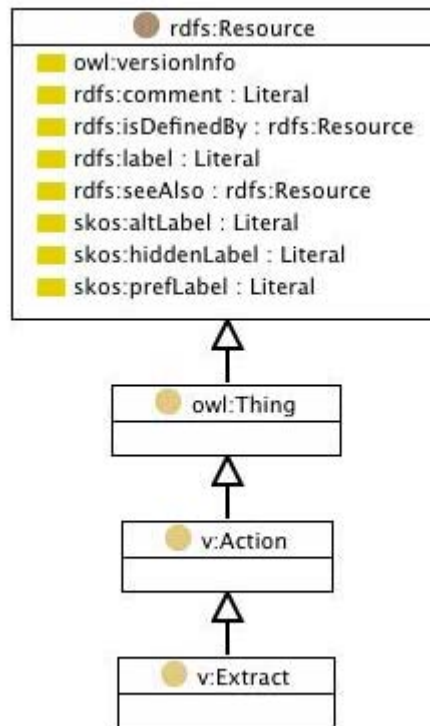 rdfs:Resource
owl:versionInfo
rdfs:comment : Literal
rdfs:isDefinedBy : rdfs:Resource
rdfs:label : Literal
rdfs:seeAlso : rdfs:Resource
skos:altLabel : Literal
skos:hiddenLabel : Literal
skos:prefLabel : Literal
owl:Thing
v:Action
v:Extract